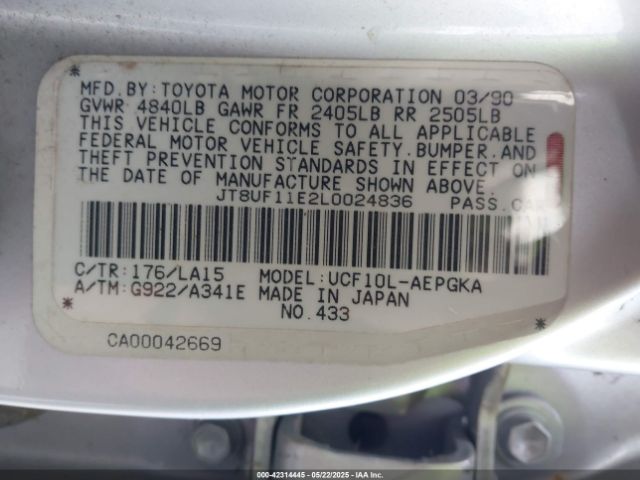 MFD. BY: TOYOTA MOTOR CORPORATION 03/90
GVWR 4840LB GAWR FR 2405LB RR 2505LB
THIS VEHICLE CONFORMS TO ALL APPLICABLE
FEDERAL MOTOR VEHICLE SAFETY. BUMPER. AND
THEFT PREVENTION STANDARDS IN EFFECT ON
THE DATE OF MANUFACTURE SHOWN ABOVE.
JT8UF11E2L0024836 PASS. CAR
C/TR: 176/LA15 MODEL: UCF10L-AEPGKA
A/TM: G922/A341E MADE IN JAPAN
NO. 433
CA00042669
000-42314445 - 05/22/2025 - IAA Inc.